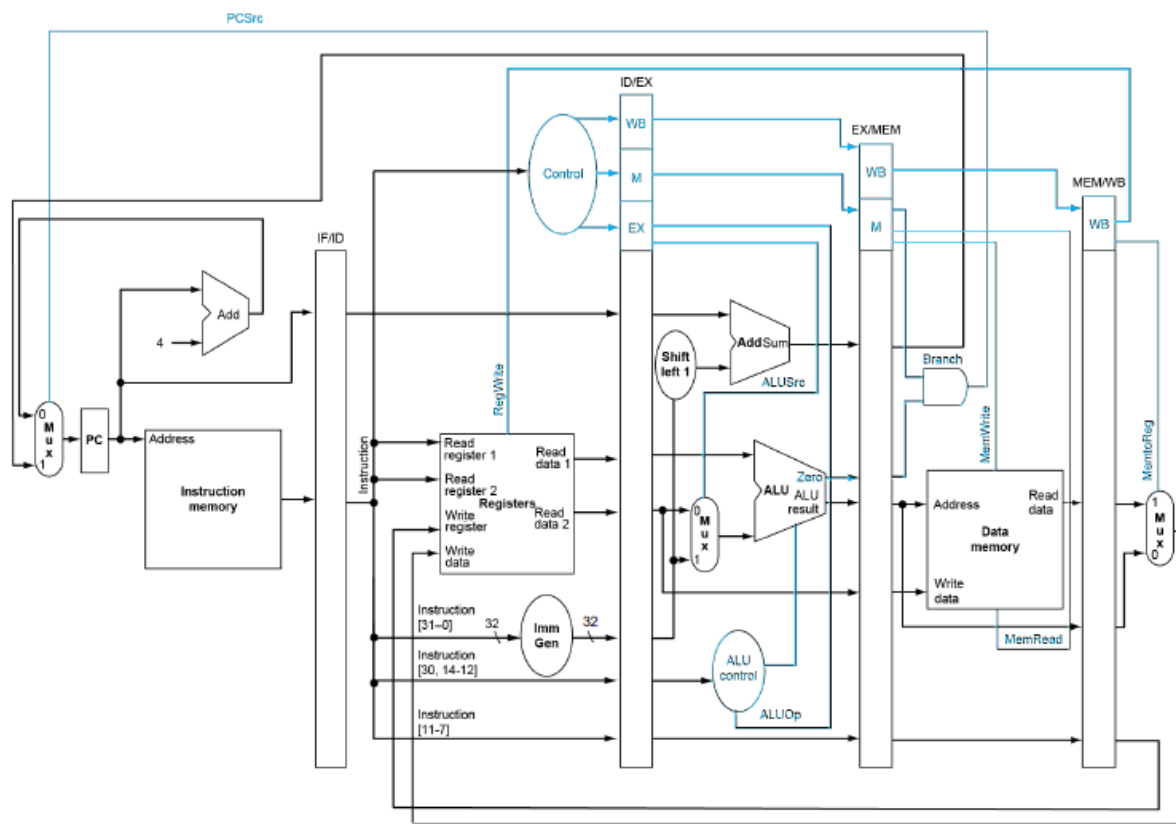 PCSrc
ID/EX
WB
EX/MEM
Control
M
WB
MEM/WB
EX
M
WB
IF/ID
Add
4
Add Sum
Shift
left 1
Branch
ALUSrc
RegWrite
MemWrite
MemtoReg
0
Mux
1
PC
Address
Instruction
memory
Instruction
Read
register 1
Read
register 2
Registers
Write
register
Write
data
Read
data 1
Read
data 2
0
Mux
1
Zero
ALU
ALU
result
Address
Read
data
Data
memory
Write
data
1
Mux
0
MemRead
Instruction
[31–0]
32
Imm
Gen
32
Instruction
[30, 14-12]
ALU
control
Instruction
[11-7]
ALUOp